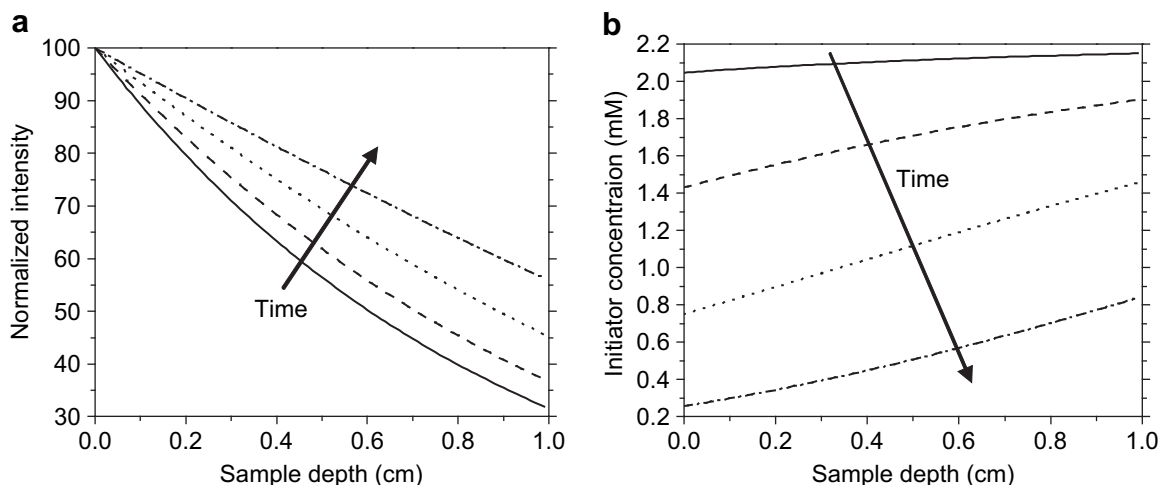 a
100
90
80
70
60
50
40
30
0.0 0.2 0.4 0.6 0.8 1.0
Normalized intensity
Sample depth (cm)
Time
b
2.2
2.0
1.8
1.6
1.4
1.2
1.0
0.8
0.6
0.4
0.2
0.0 0.2 0.4 0.6 0.8 1.0
Initiator concentraion (mM)
Sample depth (cm)
Time